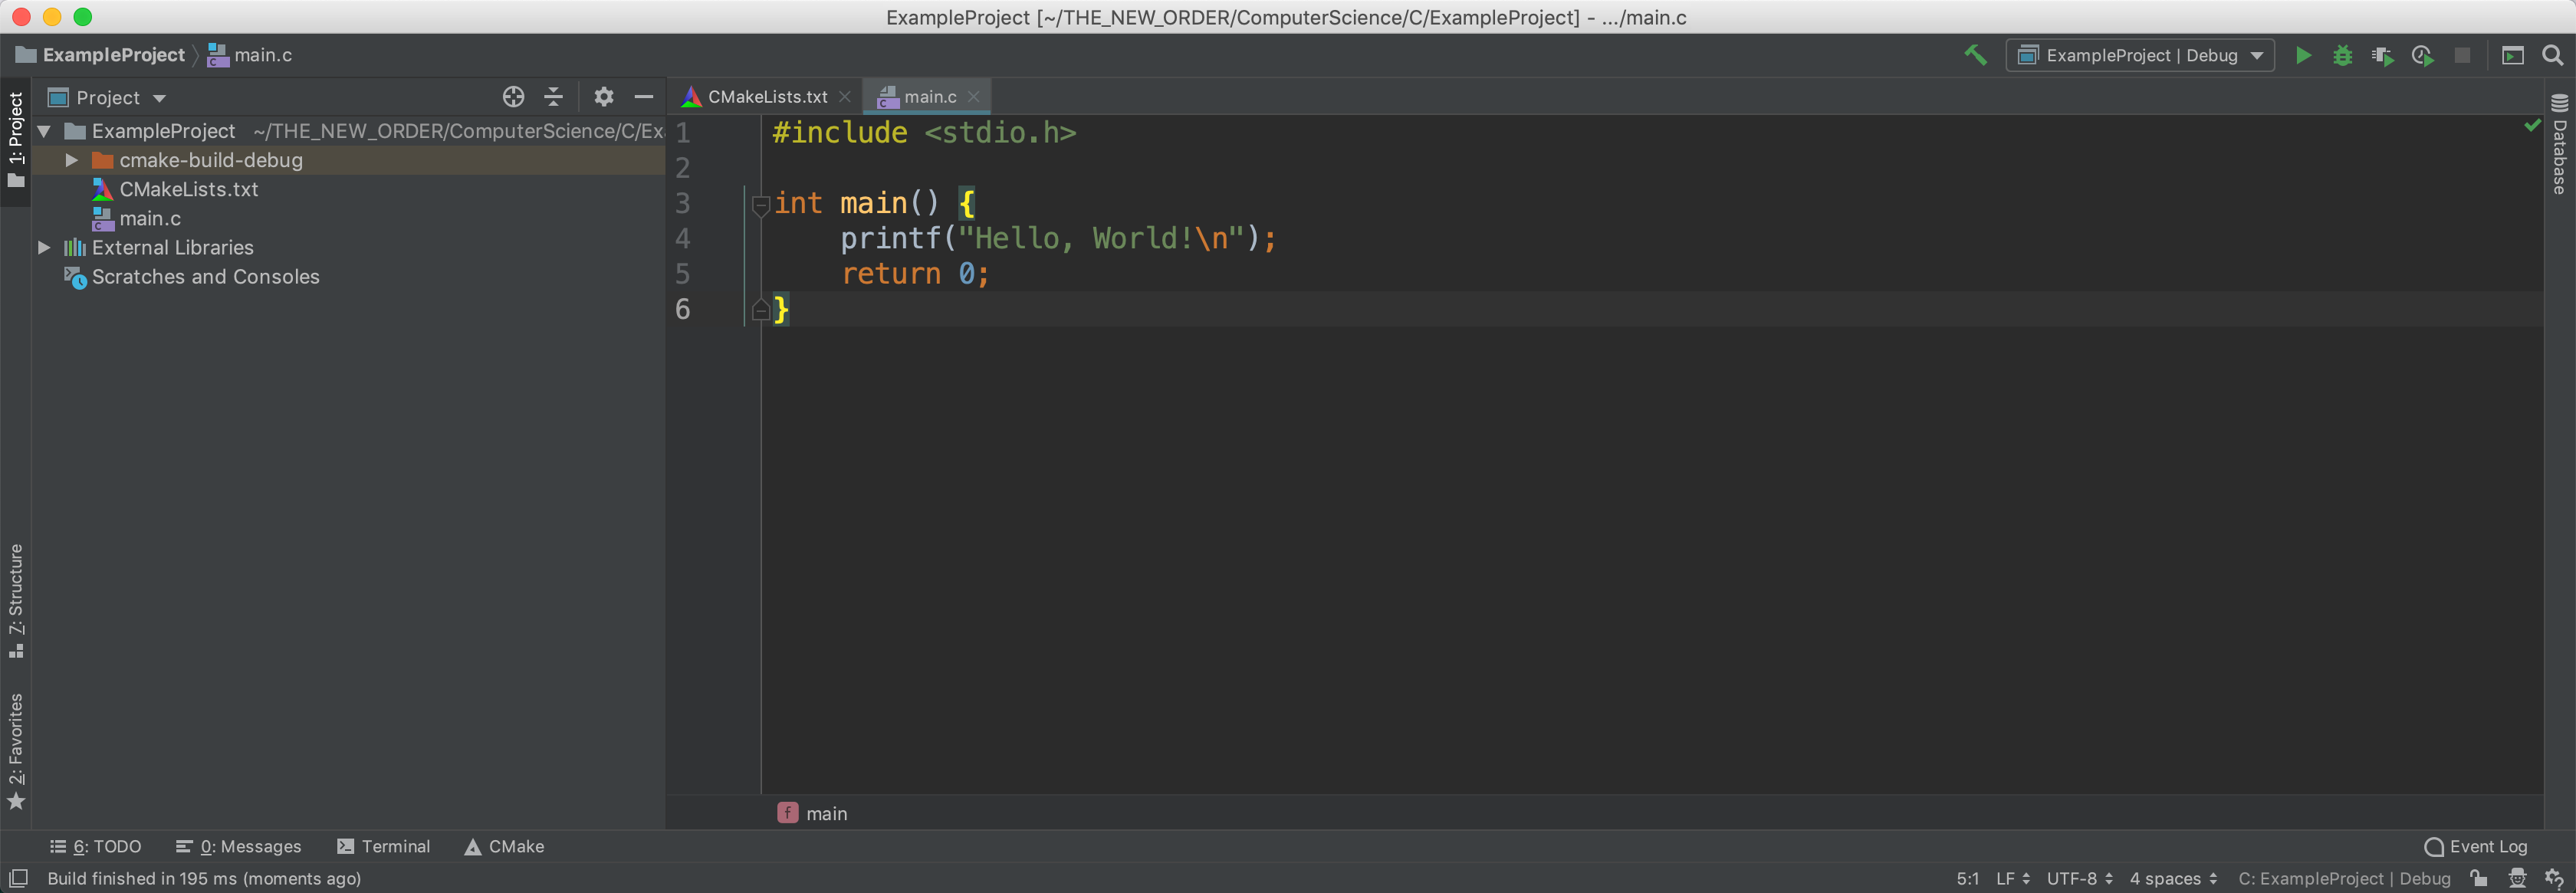 ExampleProject [~/THE_NEW_ORDER/ComputerScience/C/ExampleProject] - .../main.c
ExampleProject main.c
ExampleProject | Debug
1: Project
Project
ExampleProject ~/THE_NEW_ORDER/ComputerScience/C/Ex
cmake-build-debug
CMakeLists.txt
main.c
External Libraries
Scratches and Consoles
CMakeLists.txt main.c
1 #include <stdio.h>
2
3 int main() {
4     printf("Hello, World!\n");
5     return 0;
6 }
Database
7: Structure
2: Favorites
f main
6: TODO 0: Messages Terminal CMake Event Log
Build finished in 195 ms (moments ago) 5:1 LF UTF-8 4 spaces C: ExampleProject | Debug